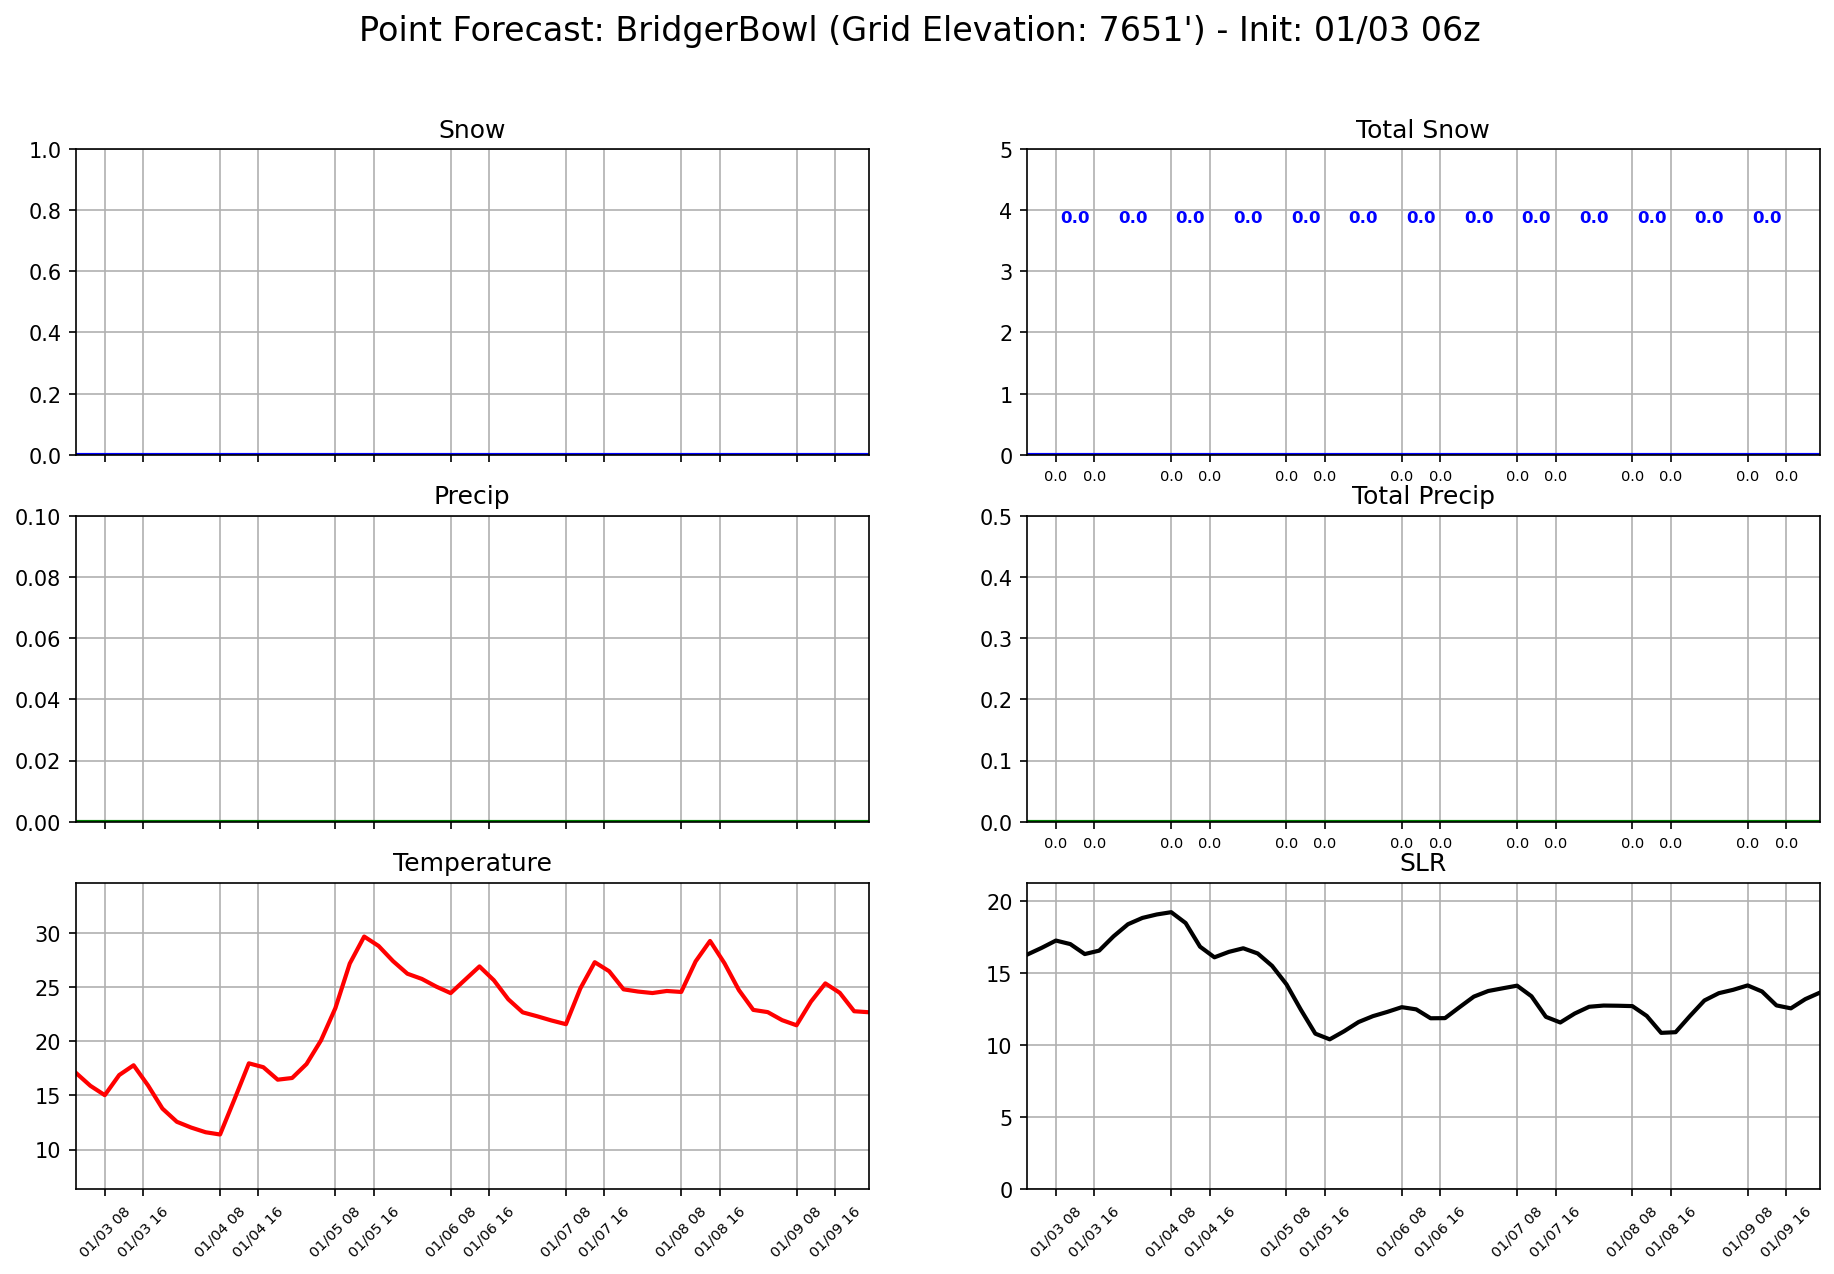 Point Forecast: BridgerBowl (Grid Elevation: 7651') - Init: 01/03 06z
Snow
1.0
0.8
0.6
0.4
0.2
0.0
Total Snow
5
4
3
2
1
0
0.0 0.0 0.0 0.0 0.0 0.0 0.0 0.0 0.0 0.0 0.0 0.0 0.0
0.0 0.0 0.0 0.0 0.0 0.0 0.0 0.0 0.0 0.0 0.0 0.0 0.0 0.0
Precip
0.10
0.08
0.06
0.04
0.02
0.00
Total Precip
0.5
0.4
0.3
0.2
0.1
0.0
0.0 0.0 0.0 0.0 0.0 0.0 0.0 0.0 0.0 0.0 0.0 0.0 0.0 0.0
Temperature
30
25
20
15
10
01/03 08 01/03 16 01/04 08 01/04 16 01/05 08 01/05 16 01/06 08 01/06 16 01/07 08 01/07 16 01/08 08 01/08 16 01/09 08 01/09 16
SLR
20
15
10
5
0
01/03 08 01/03 16 01/04 08 01/04 16 01/05 08 01/05 16 01/06 08 01/06 16 01/07 08 01/07 16 01/08 08 01/08 16 01/09 08 01/09 16